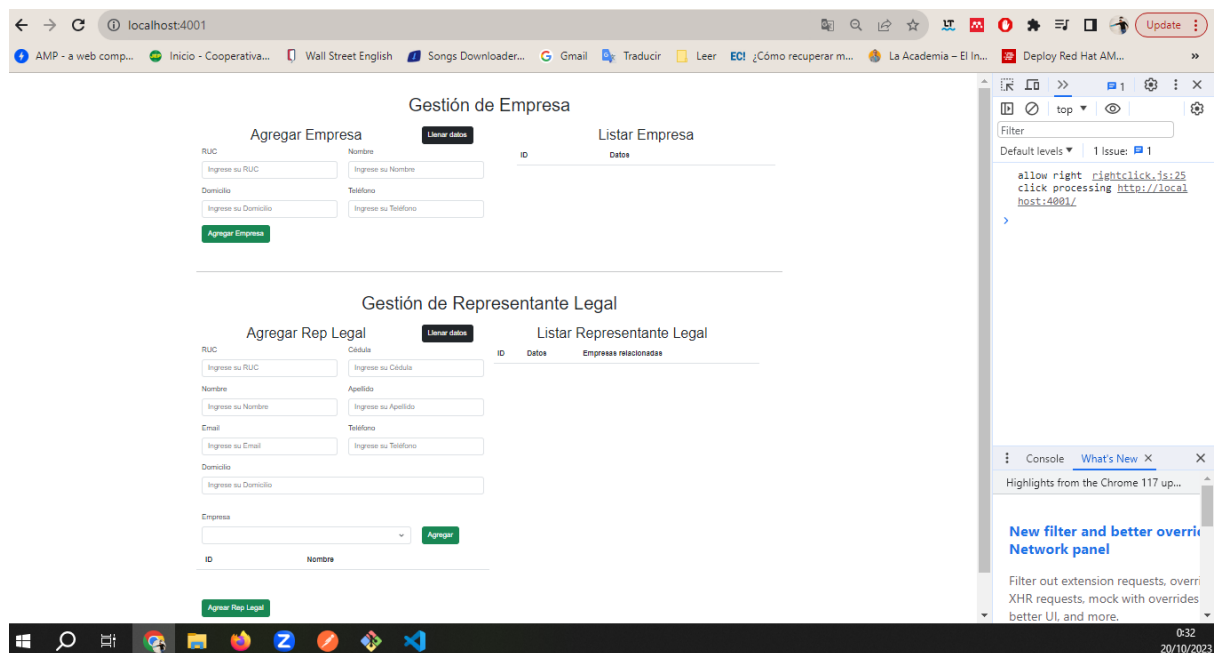 localhost:4001
Update
AMP - a web comp... Inicio - Cooperativa... Wall Street English Songs Downloader... Gmail Traducir Leer EC! ¿Cómo recuperar m... La Academia – El In... Deploy Red Hat AM... »
1
top
Filter
Default levels 1 Issue: 1
allow right rightclick.js:25
click processing http://local
host:4001/
Gestión de Empresa
Agregar Empresa Llenar datos Listar Empresa
RUC Nombre ID Datos
Ingrese su RUC Ingrese su Nombre
Domicilio Teléfono
Ingrese su Domicilio Ingrese su Teléfono
Agregar Empresa
Gestión de Representante Legal
Agregar Rep Legal Llenar datos Listar Representante Legal
RUC Cédula ID Datos Empresas relacionadas
Ingrese su RUC Ingrese su Cédula
Nombre Apellido
Ingrese su Nombre Ingrese su Apellido
Email Teléfono
Ingrese su Email Ingrese su Teléfono
Domicilio
Ingrese su Domicilio
Empresa
Agregar
ID Nombre
Agrear Rep Legal
Console What's New
Highlights from the Chrome 117 up...
New filter and better overri
Network panel
Filter out extension requests, overri
XHR requests, mock with overrides
better UI, and more.
0:32
20/10/2023